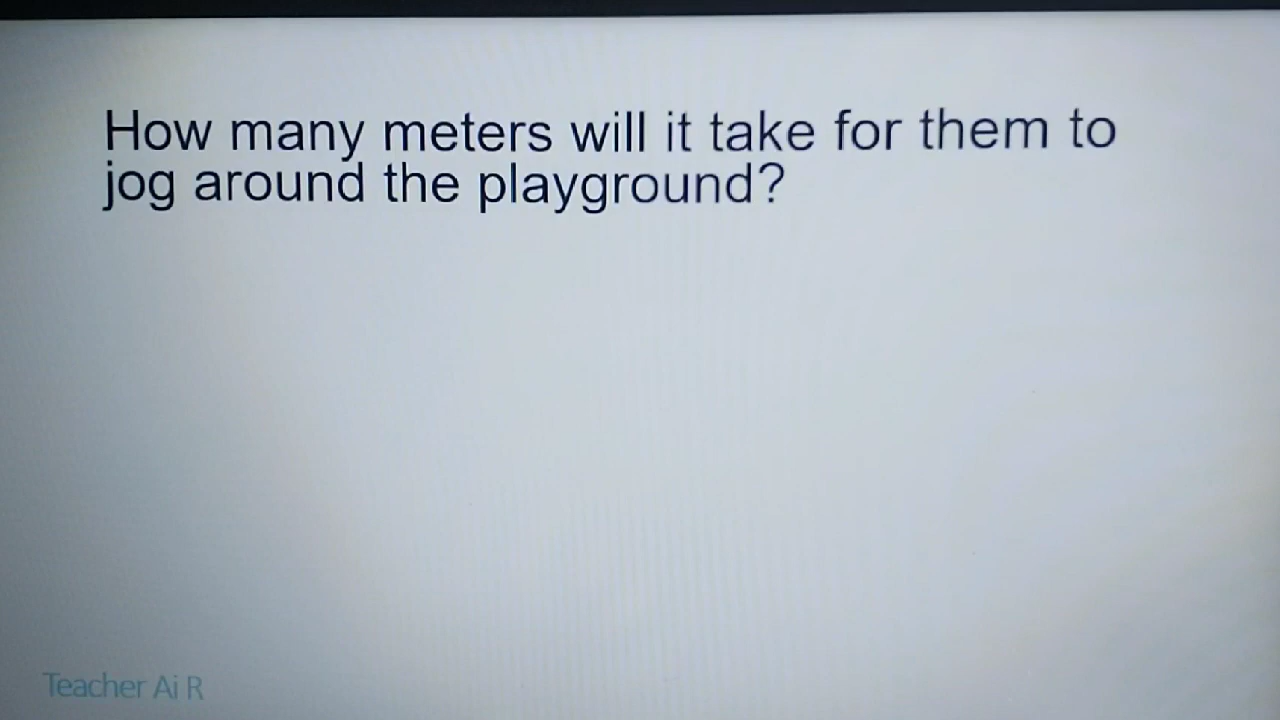 How many meters will it take for them to
jog around the playground?
Teacher Ai R